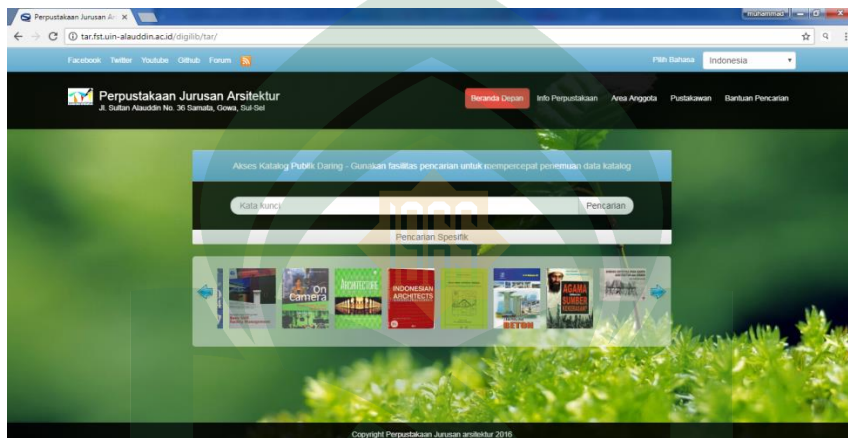 Perpustakaan Jurusan Ar
muhammad
tar.fst.uin-alauddin.ac.id/digilib/tar/
Facebook Twitter Youtube Github Forum
Pilih Bahasa Indonesia
Perpustakaan Jurusan Arsitektur
Jl. Sultan Alauddin No. 36 Samata, Gowa, Sul-Sel
Beranda Depan Info Perpustakaan Area Anggota Pustakawan Bantuan Pencarian
Akses Katalog Publik Daring - Gunakan fasilitas pencarian untuk mempercepat penemuan data katalog
Kata kunci Pencarian
Pencarian Spesifik
On Camera
ARCHITECTURE
INDONESIAN ARCHITECTS
BETON
AGAMA
SUMBER
KEKERASAN?
Copyright Perpustakaan Jurusan arsitektur 2016